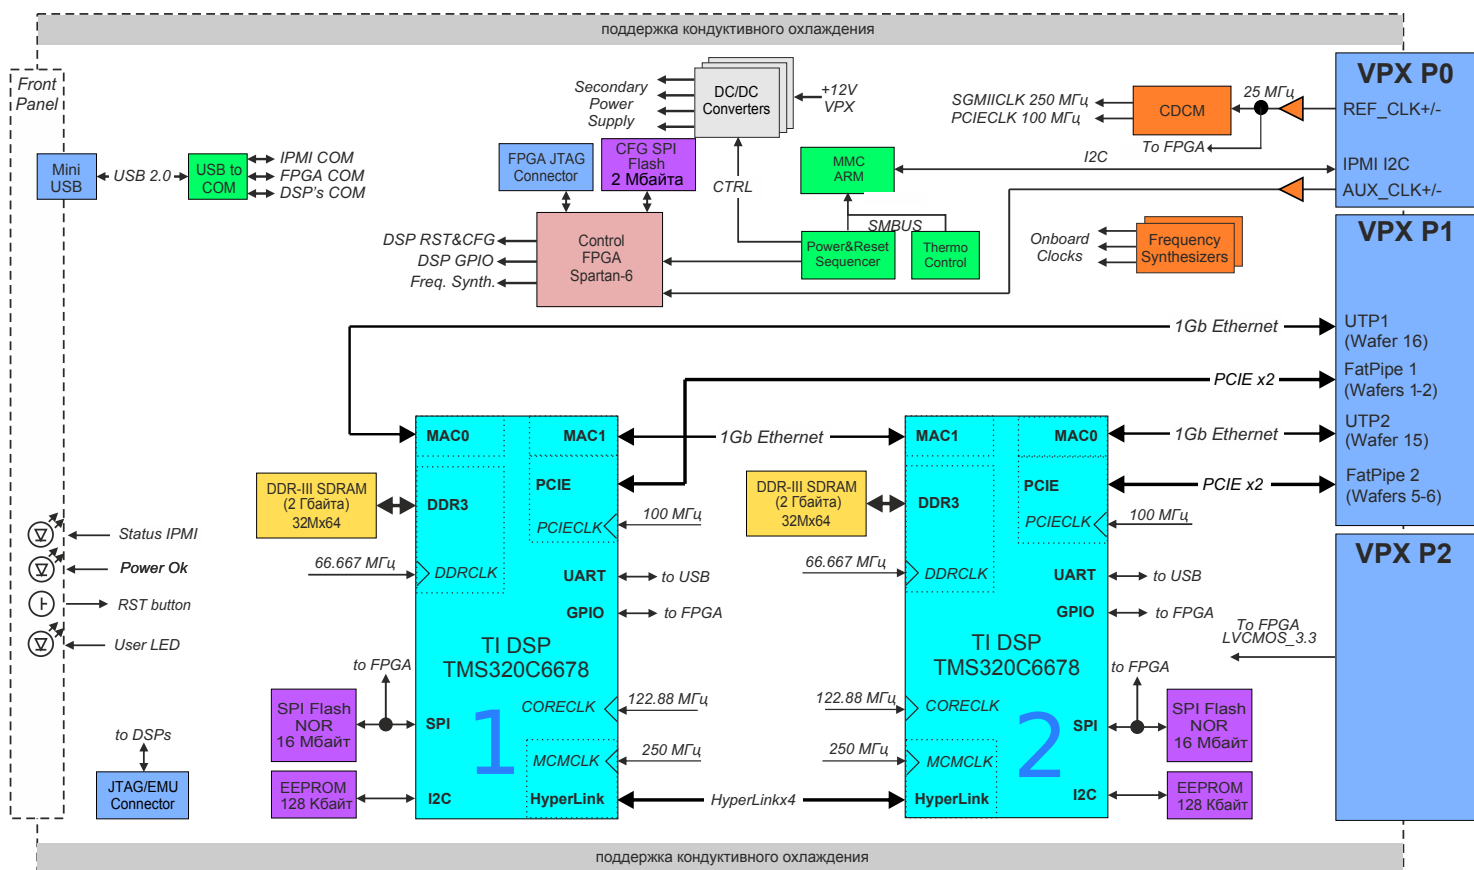 поддержка кондуктивного охлаждения
Front
Panel
Mini
USB
USB 2.0
USB to
COM
IPMI COM
FPGA COM
DSP's COM
Secondary
Power
Supply
DC/DC
Converters
+12V
VPX
FPGA JTAG
Connector
CFG SPI
Flash
2 Мбайта
CTRL
MMC
ARM
I2C
SMBUS
Power&Reset
Sequencer
Thermo
Control
DSP RST&CFG
DSP GPIO
Freq. Synth.
Control
FPGA
Spartan-6
SGMIICLK 250 МГц
PCIECLK 100 МГц
CDCM
25 МГц
To FPGA
Onboard
Clocks
Frequency
Synthesizers
VPX P0
REF_CLK+/-
IPMI I2C
AUX_CLK+/-
VPX P1
UTP1
(Wafer 16)
FatPipe 1
(Wafers 1-2)
UTP2
(Wafer 15)
FatPipe 2
(Wafers 5-6)
VPX P2
To FPGA
LVCMOS_3.3
1Gb Ethernet
PCIE x2
1Gb Ethernet
1Gb Ethernet
PCIE x2
Status IPMI
Power Ok
RST button
User LED
to DSPs
JTAG/EMU
Connector
DDR-III SDRAM
(2 Гбайта)
32Mx64
66.667 МГц
MAC0
MAC1
DDR3
PCIE
PCIECLK
100 МГц
DDRCLK
UART
to USB
GPIO
to FPGA
TI DSP
TMS320C6678
1
to FPGA
SPI Flash
NOR
16 Мбайт
SPI
CORECLK
122.88 МГц
MCMCLK
250 МГц
EEPROM
128 Кбайт
I2C
HyperLink
HyperLinkx4
DDR-III SDRAM
(2 Гбайта)
32Mx64
66.667 МГц
MAC1
MAC0
DDR3
PCIE
PCIECLK
100 МГц
DDRCLK
UART
to USB
GPIO
to FPGA
TI DSP
TMS320C6678
2
122.88 МГц
CORECLK
250 МГц
MCMCLK
HyperLink
to FPGA
SPI
SPI Flash
NOR
16 Мбайт
I2C
EEPROM
128 Кбайт
поддержка кондуктивного охлаждения